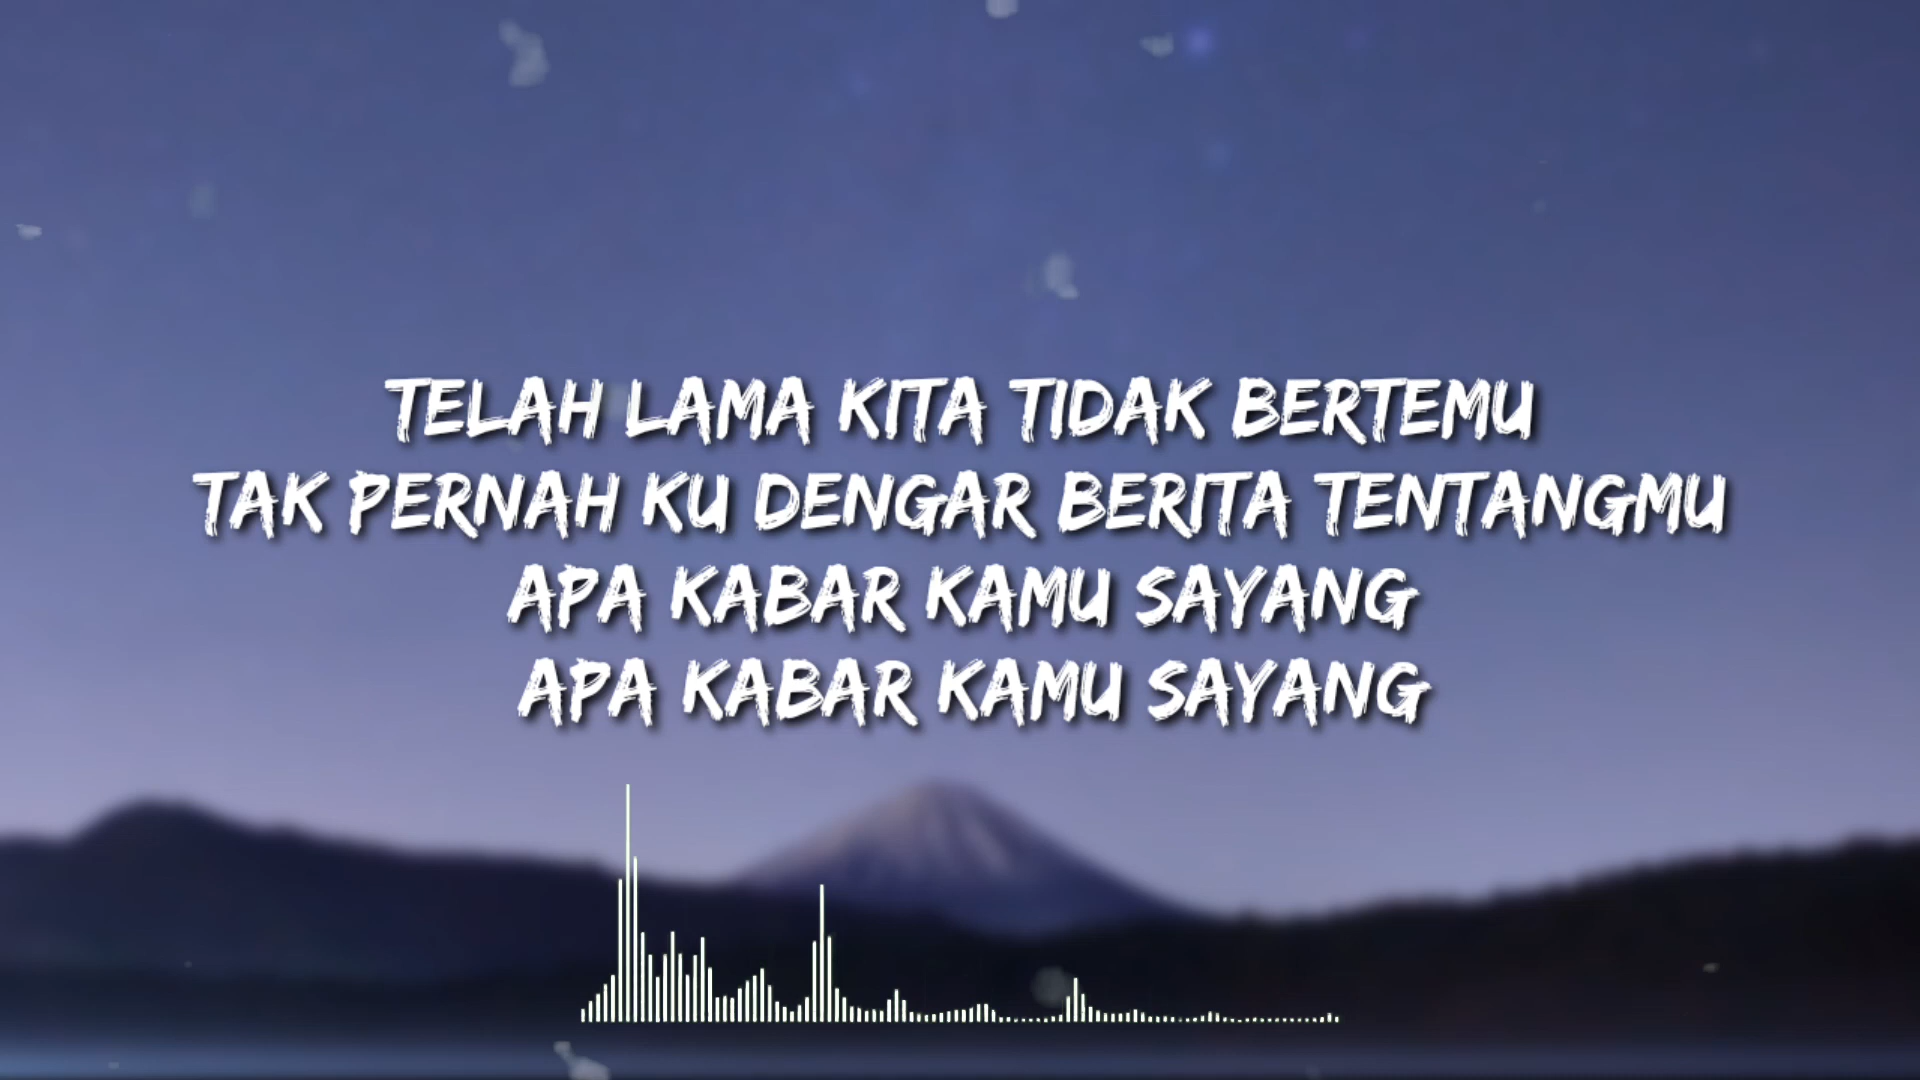 TELAH LAMA KITA TIDAK BERTEMU
TAK PERNAH KU DENGAR BERITA TENTANGMU
APA KABAR KAMU SAYANG
APA KABAR KAMU SAYANG